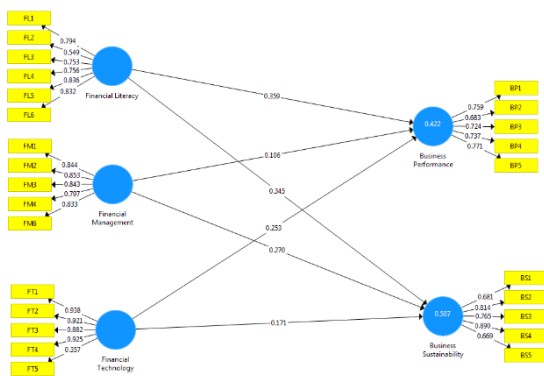 FL1
FL2
FL3
FL4
FL5
FL6
0.794
0.549
0.753
0.756
0.836
0.832
Financial Literacy
FM1
FM2
FM3
FM4
FM6
0.844
0.853
0.843
0.797
0.833
Financial
Management
FT1
FT2
FT3
FT4
FT5
0.938
0.921
0.882
0.925
0.357
Financial
Technology
0.359
0.106
0.345
0.253
0.270
0.171
0.422
Business
Performance
0.759
0.683
0.724
0.737
0.771
BP1
BP2
BP3
BP4
BP5
0.507
Business
Sustainability
0.681
0.814
0.765
0.890
0.669
BS1
BS2
BS3
BS4
BS5